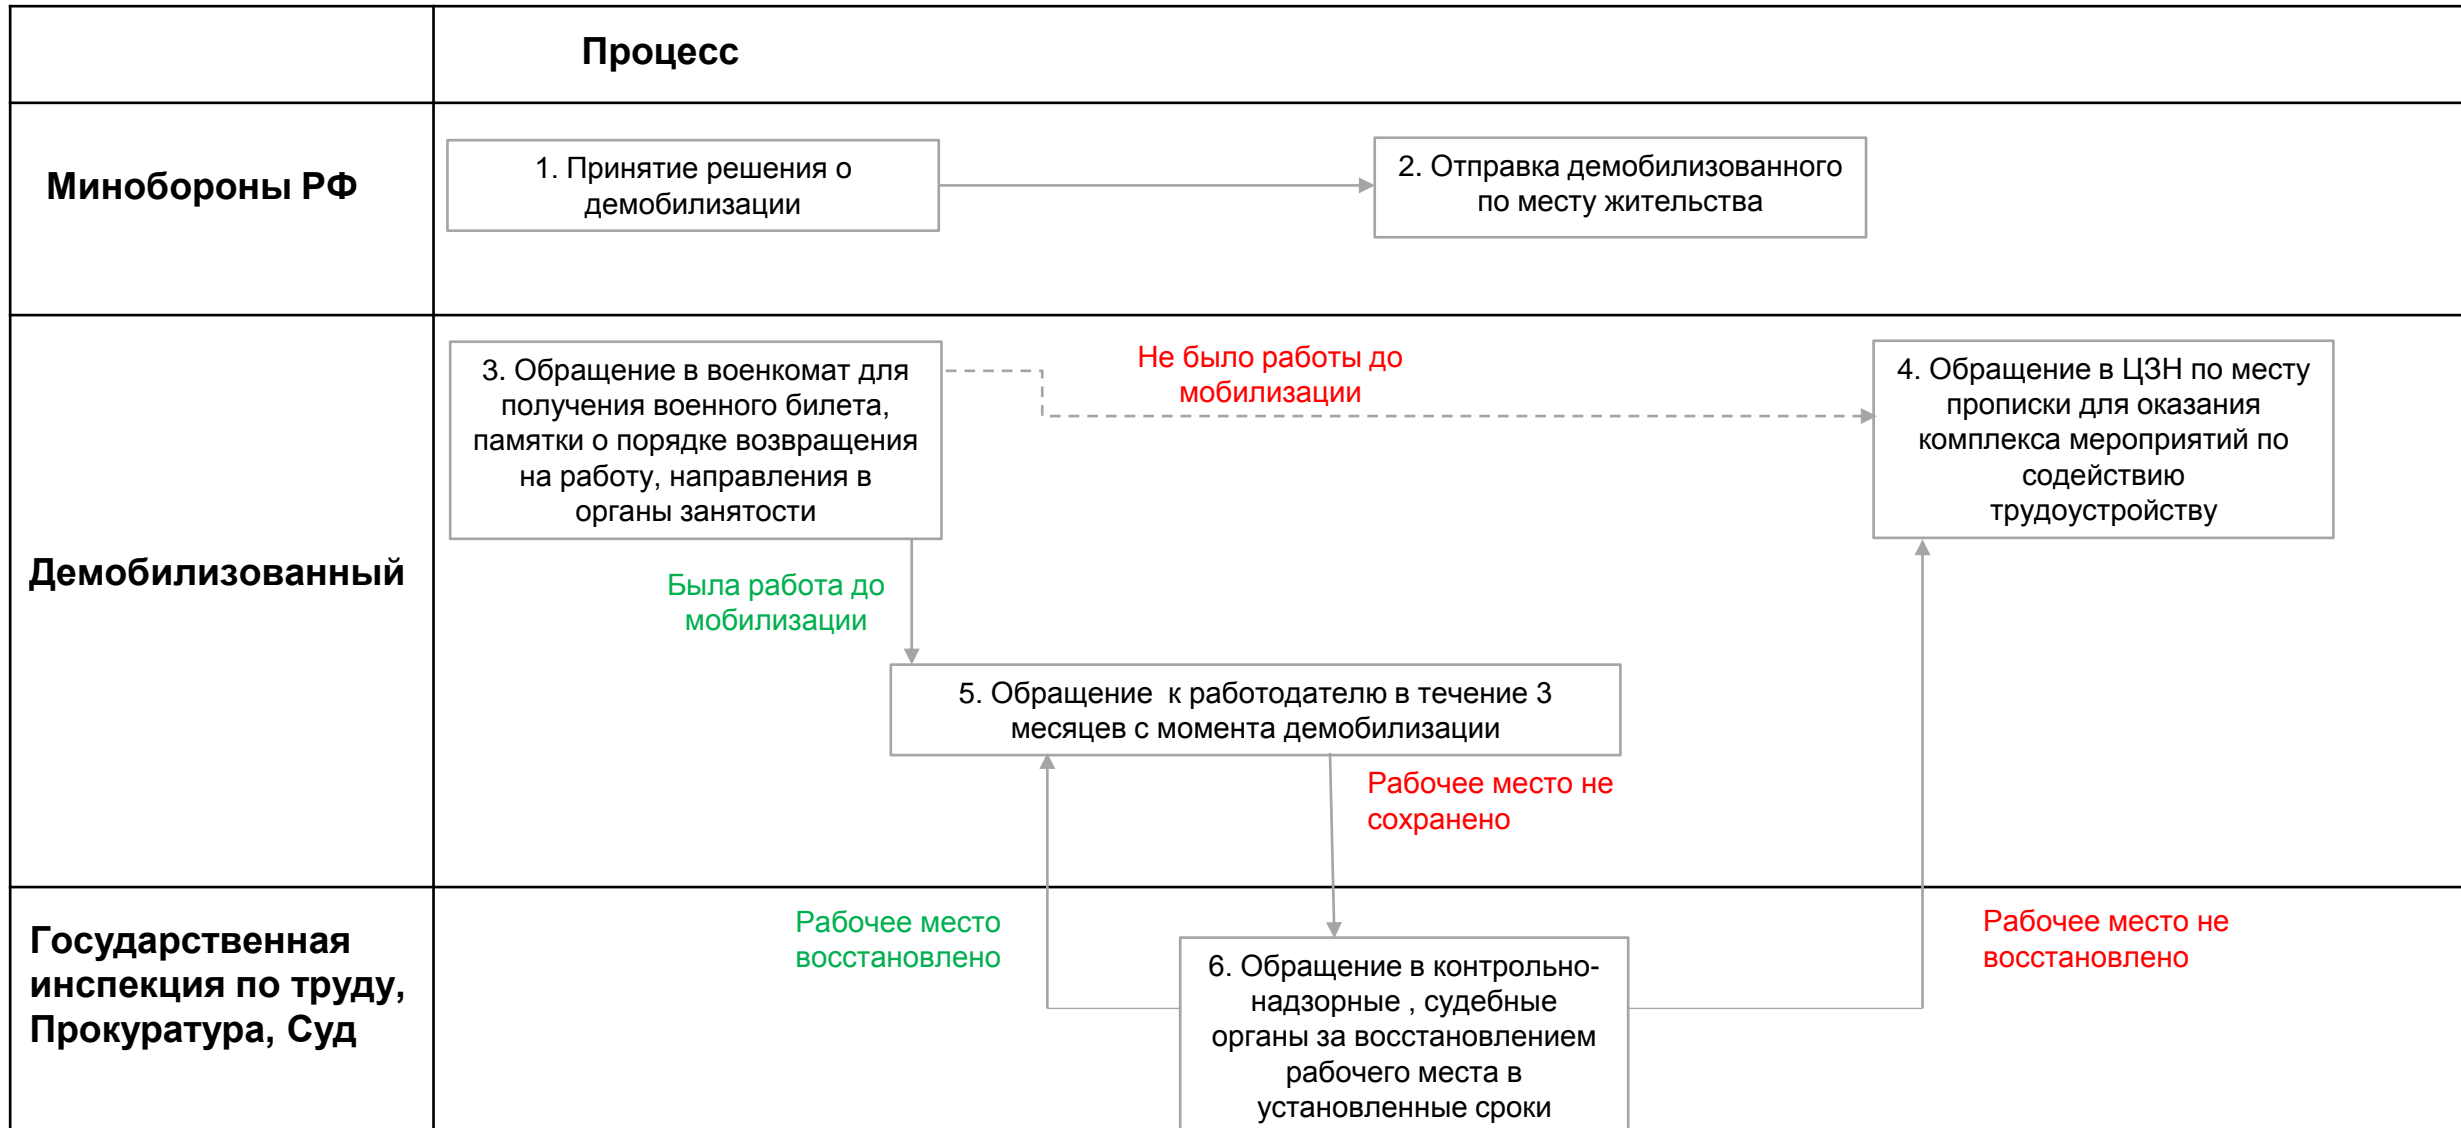 Процесс
Минобороны РФ
1. Принятие решения о
демобилизации
2. Отправка демобилизованного
по месту жительства
Демобилизованный
3. Обращение в военкомат для
получения военного билета,
памятки о порядке возвращения
на работу, направления в
органы занятости
Не было работы до
мобилизации
4. Обращение в ЦЗН по месту
прописки для оказания
комплекса мероприятий по
содействию
трудоустройству
Была работа до
мобилизации
5. Обращение  к работодателю в течение 3
месяцев с момента демобилизации
Рабочее место не
сохранено
Государственная
инспекция по труду,
Прокуратура, Суд
Рабочее место
восстановлено
6. Обращение в контрольно-
надзорные , судебные
органы за восстановлением
рабочего места в
установленные сроки
Рабочее место не
восстановлено